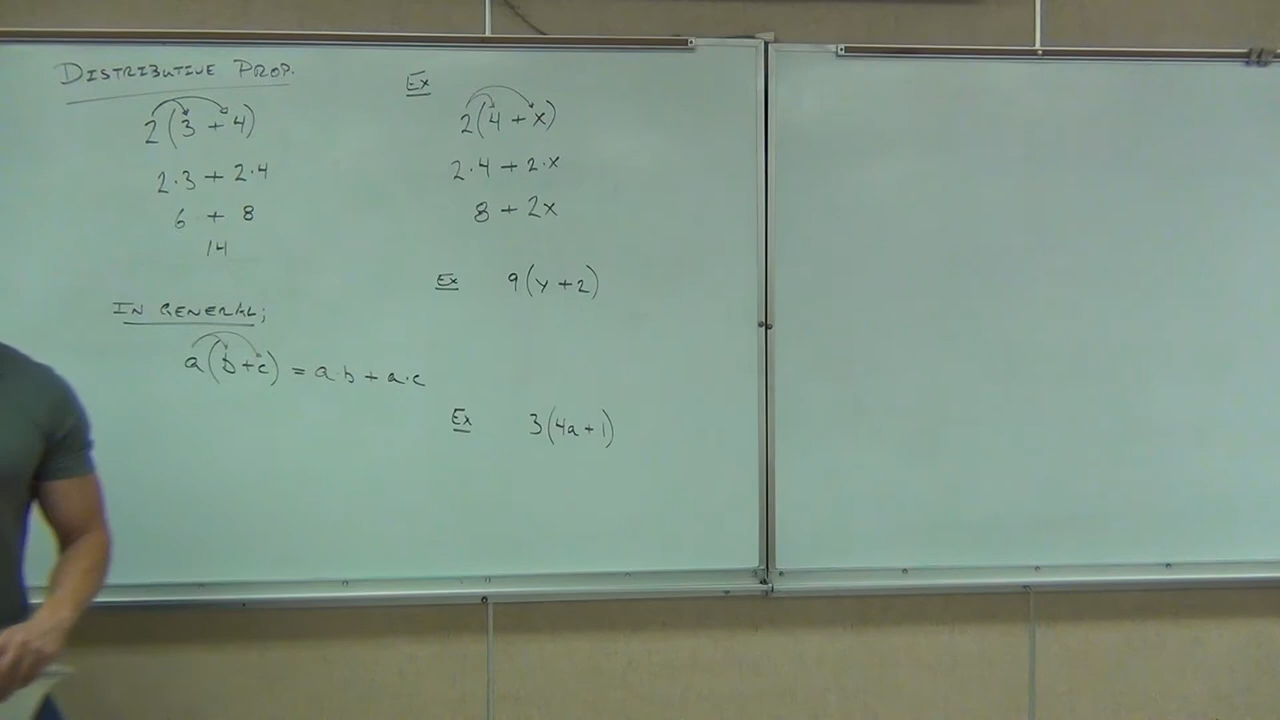 DISTRIBUTIVE PROP.
2(3+4)
2·3 + 2·4
6 + 8
14
IN GENERAL;
a(b+c) = a·b + a·c
Ex
2(4+x)
2·4 + 2·x
8 + 2x
Ex 9(y+2)
Ex 3(4a+1)